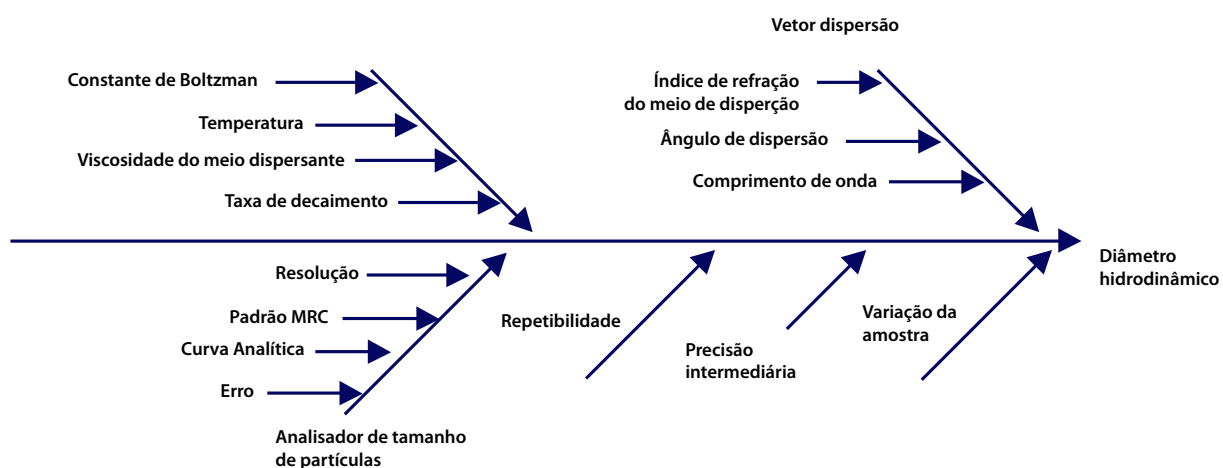 Vetor dispersão
Constante de Boltzman
Temperatura
Viscosidade do meio dispersante
Taxa de decaimento
Índice de refração
do meio de disperção
Ângulo de dispersão
Comprimento de onda
Diâmetro
hidrodinâmico
Resolução
Padrão MRC
Curva Analítica
Erro
Analisador de tamanho
de partículas
Repetibilidade
Precisão
intermediária
Variação da
amostra